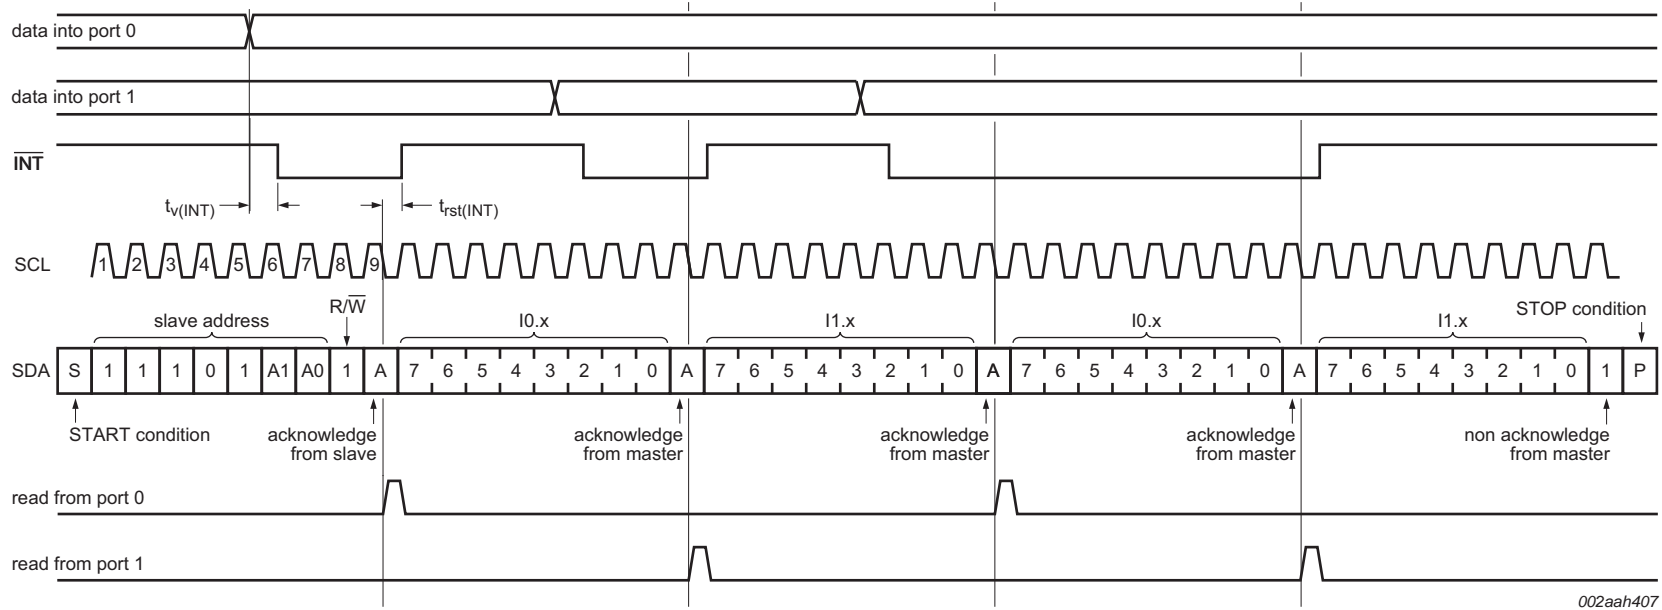 data into port 0
data into port 1
INT
tv(INT)
trst(INT)
SCL
1 2 3 4 5 6 7 8 9
R/W
STOP condition
slave address
I0.x
I1.x
I0.x
I1.x
SDA
S 1 1 1 0 1 A1 A0 1 A 7 6 5 4 3 2 1 0 A 7 6 5 4 3 2 1 0 A 7 6 5 4 3 2 1 0 A 7 6 5 4 3 2 1 0 1 P
START condition
acknowledge
from slave
acknowledge
from master
acknowledge
from master
acknowledge
from master
non acknowledge
from master
read from port 0
read from port 1
002aah407